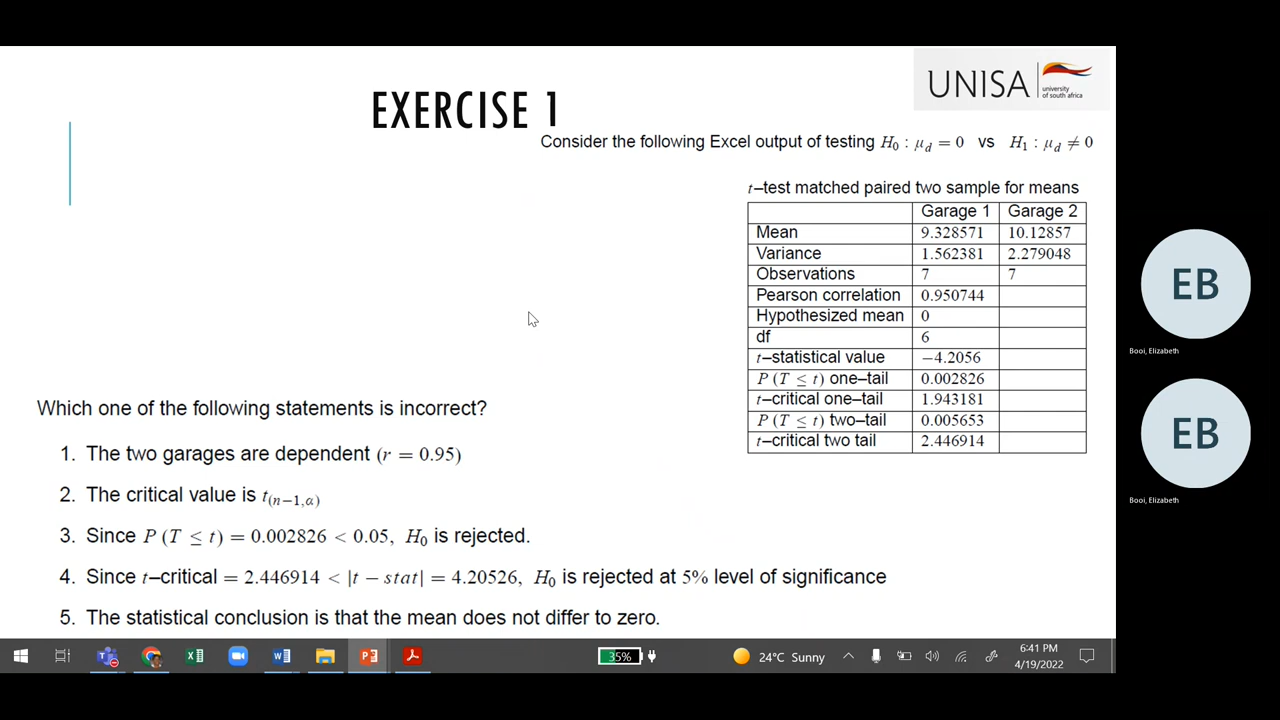 UNISA
university
of south africa
EXERCISE 1
Consider the following Excel output of testing H₀ : μ_d = 0 vs H₁ : μ_d ≠ 0
t–test matched paired two sample for means
Garage 1 Garage 2
Mean 9.328571 10.12857
Variance 1.562381 2.279048
Observations 7 7
Pearson correlation 0.950744
Hypothesized mean 0
df 6
t–statistical value −4.2056
P (T ≤ t) one–tail 0.002826
t–critical one–tail 1.943181
P (T ≤ t) two–tail 0.005653
t–critical two tail 2.446914
Which one of the following statements is incorrect?
1. The two garages are dependent (r = 0.95)
2. The critical value is t(n−1,α)
3. Since P (T ≤ t) = 0.002826 < 0.05, H₀ is rejected.
4. Since t–critical = 2.446914 < |t − stat| = 4.20526, H₀ is rejected at 5% level of significance
5. The statistical conclusion is that the mean does not differ to zero.
EB
Booi, Elizabeth
EB
Booi, Elizabeth
35%
24°C Sunny
6:41 PM
4/19/2022